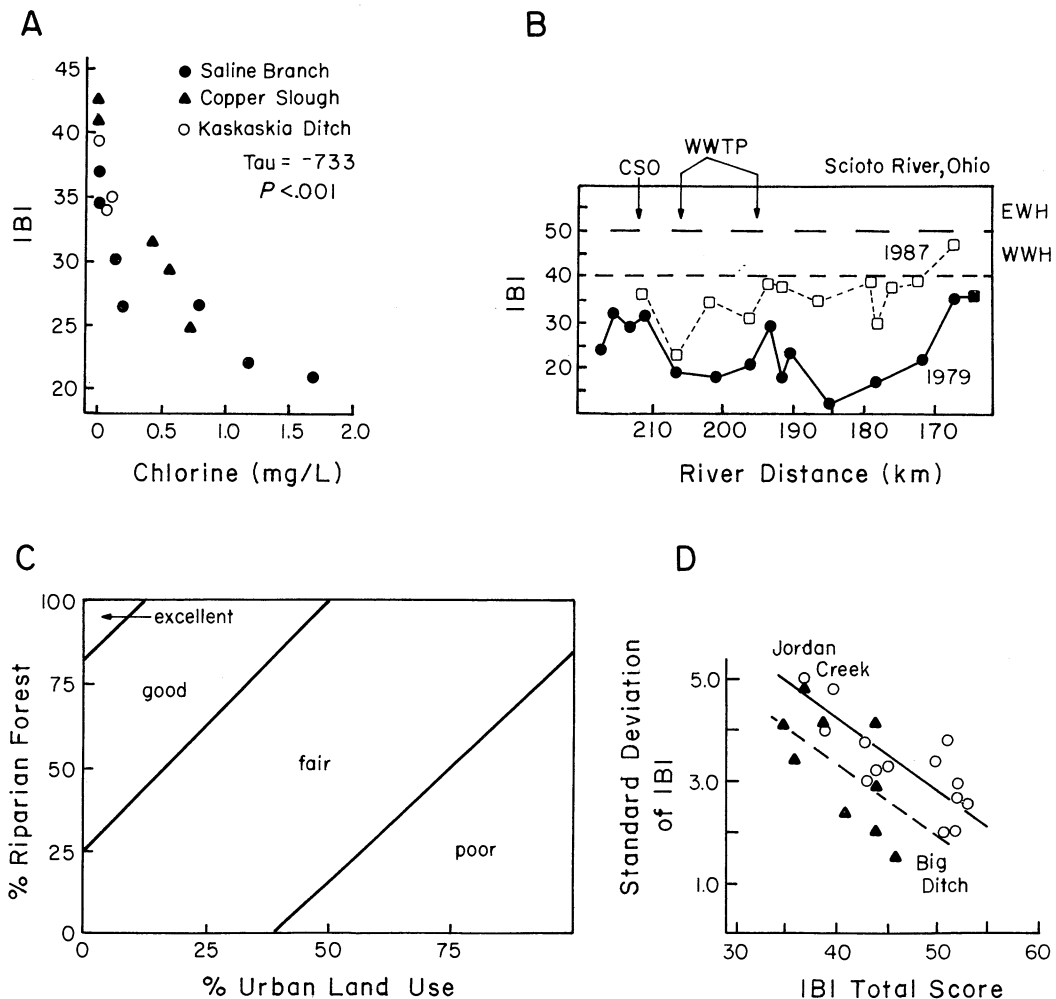 A
IBI
45
40
35
30
25
20
● Saline Branch
▲ Copper Slough
○ Kaskaskia Ditch
Tau = -733
P <.001
0 0.5 1.0 1.5 2.0
Chlorine (mg/L)
B
CSO WWTP Scioto River, Ohio
IBI
50
40
30
20
EWH
WWH
1987
1979
210 200 190 180 170
River Distance (km)
C
% Riparian Forest
100
75
50
25
0
excellent
good
fair
poor
0 25 50 75
% Urban Land Use
D
Standard Deviation
of IBI
5.0
3.0
1.0
Jordan
Creek
Big
Ditch
30 40 50 60
IBI Total Score